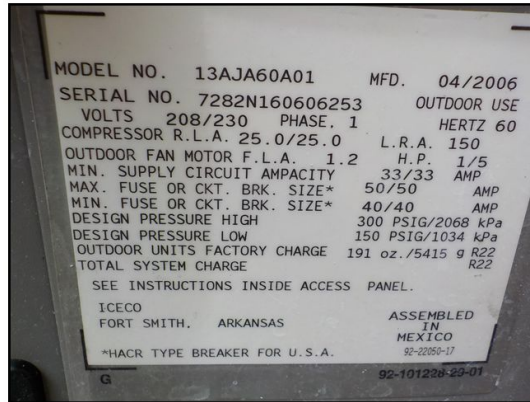 MODEL NO. 13AJA60A01 MFD. 04/2006
SERIAL NO. 7282N160606253 OUTDOOR USE
VOLTS 208/230 PHASE. 1 HERTZ 60
COMPRESSOR R.L.A. 25.0/25.0 L.R.A. 150
OUTDOOR FAN MOTOR F.L.A. 1.2 H.P. 1/5
MIN. SUPPLY CIRCUIT AMPACITY 33/33 AMP
MAX. FUSE OR CKT. BRK. SIZE* 50/50 AMP
MIN. FUSE OR CKT. BRK. SIZE* 40/40 AMP
DESIGN PRESSURE HIGH 300 PSIG/2068 kPa
DESIGN PRESSURE LOW 150 PSIG/1034 kPa
OUTDOOR UNITS FACTORY CHARGE 191 oz./5415 g R22
TOTAL SYSTEM CHARGE R22
SEE INSTRUCTIONS INSIDE ACCESS PANEL.
ICECO
FORT SMITH, ARKANSAS
ASSEMBLED
IN
MEXICO
*HACR TYPE BREAKER FOR U.S.A. 92-22050-17
G 92-101228-29-01